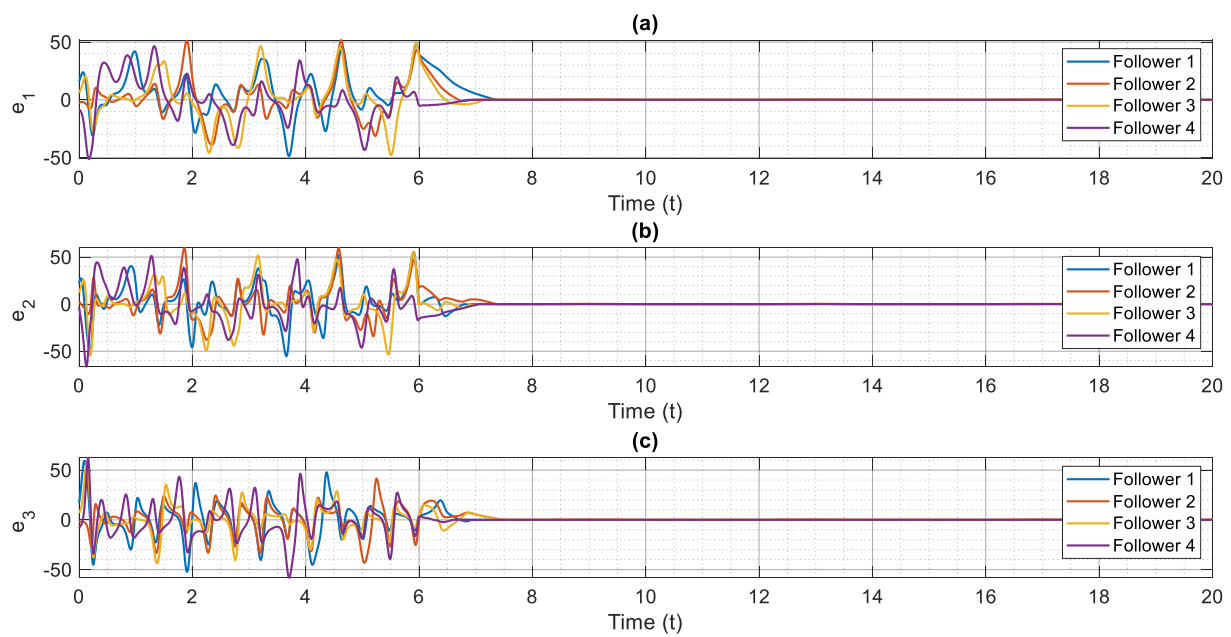 (a)
50
0
-50
e1
Follower 1
Follower 2
Follower 3
Follower 4
0 2 4 6 8 10 12 14 16 18 20
Time (t)
(b)
50
0
-50
e2
Follower 1
Follower 2
Follower 3
Follower 4
0 2 4 6 8 10 12 14 16 18 20
Time (t)
(c)
50
0
-50
e3
Follower 1
Follower 2
Follower 3
Follower 4
0 2 4 6 8 10 12 14 16 18 20
Time (t)